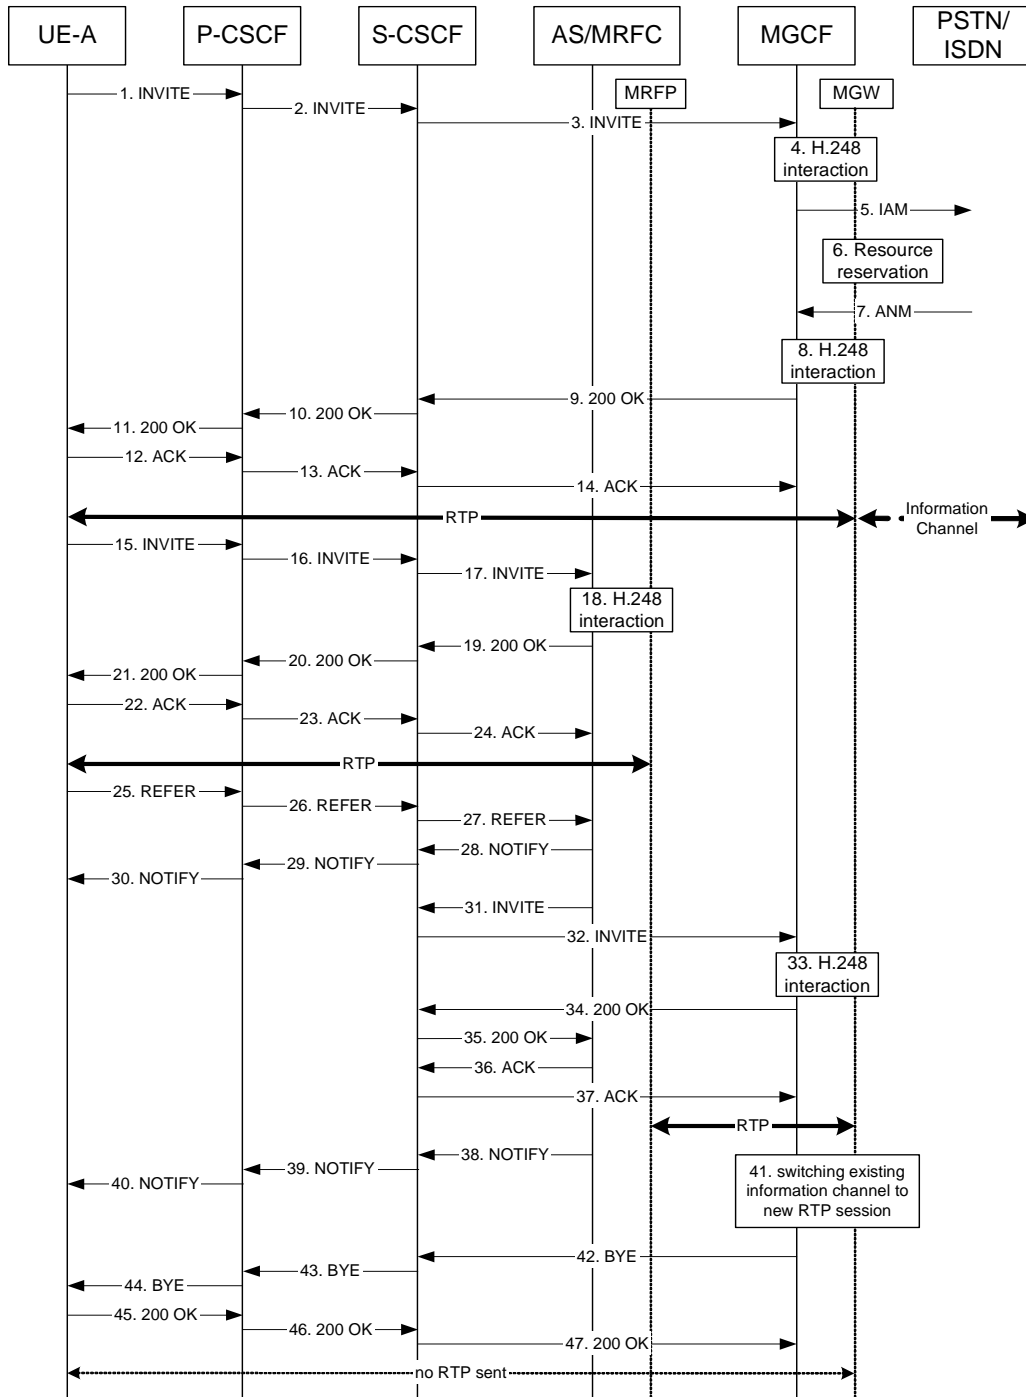 UE-A
P-CSCF
S-CSCF
AS/MRFC
MGCF
PSTN/
ISDN
MRFP
MGW
1. INVITE
2. INVITE
3. INVITE
4. H.248
interaction
5. IAM
6. Resource
reservation
7. ANM
8. H.248
interaction
9. 200 OK
10. 200 OK
11. 200 OK
12. ACK
13. ACK
14. ACK
RTP
Information
Channel
15. INVITE
16. INVITE
17. INVITE
18. H.248
interaction
19. 200 OK
20. 200 OK
21. 200 OK
22. ACK
23. ACK
24. ACK
RTP
25. REFER
26. REFER
27. REFER
28. NOTIFY
29. NOTIFY
30. NOTIFY
31. INVITE
32. INVITE
33. H.248
interaction
34. 200 OK
35. 200 OK
36. ACK
37. ACK
RTP
38. NOTIFY
39. NOTIFY
40. NOTIFY
41. switching existing
information channel to
new RTP session
42. BYE
43. BYE
44. BYE
45. 200 OK
46. 200 OK
47. 200 OK
no RTP sent